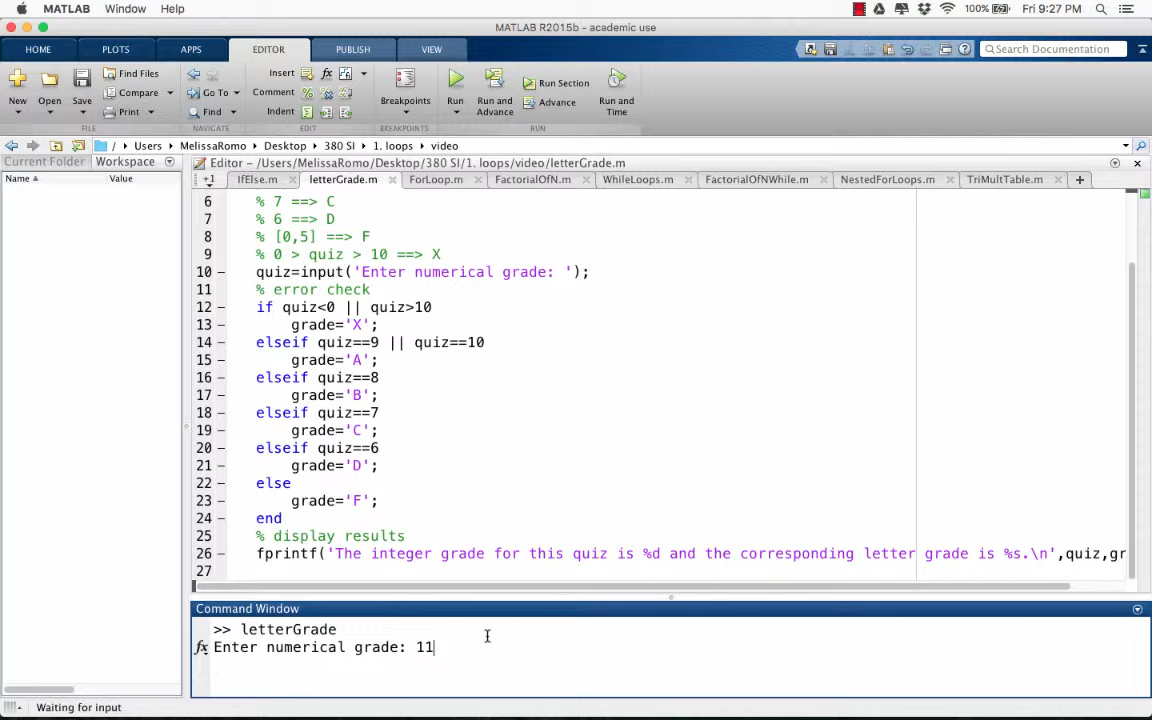 MATLAB Window Help 100% Fri 9:27 PM
MATLAB R2015b - academic use
HOME PLOTS APPS EDITOR PUBLISH VIEW Search Documentation
New Open Save Find Files Compare Print Go To Find Insert Comment Indent fx Breakpoints Run Run and Advance Run Section Advance Run and Time
FILE NAVIGATE EDIT BREAKPOINTS RUN
/ Users MelissaRomo Desktop 380 SI 1. loops video
Current Folder Workspace Editor - /Users/MelissaRomo/Desktop/380 SI/1. loops/video/letterGrade.m
Name Value
+1 IfElse.m letterGrade.m ForLoop.m FactorialOfN.m WhileLoops.m FactorialOfNWhile.m NestedForLoops.m TriMultTable.m +
6 % 7 ==> C
7 % 6 ==> D
8 % [0,5] ==> F
9 % 0 > quiz > 10 ==> X
10 – quiz=input('Enter numerical grade: ');
11 % error check
12 – if quiz<0 || quiz>10
13 – grade='X';
14 – elseif quiz==9 || quiz==10
15 – grade='A';
16 – elseif quiz==8
17 – grade='B';
18 – elseif quiz==7
19 – grade='C';
20 – elseif quiz==6
21 – grade='D';
22 – else
23 – grade='F';
24 – end
25 % display results
26 – fprintf('The integer grade for this quiz is %d and the corresponding letter grade is %s.\n',quiz,gr
27
Command Window
>> letterGrade
fx Enter numerical grade: 11
Waiting for input